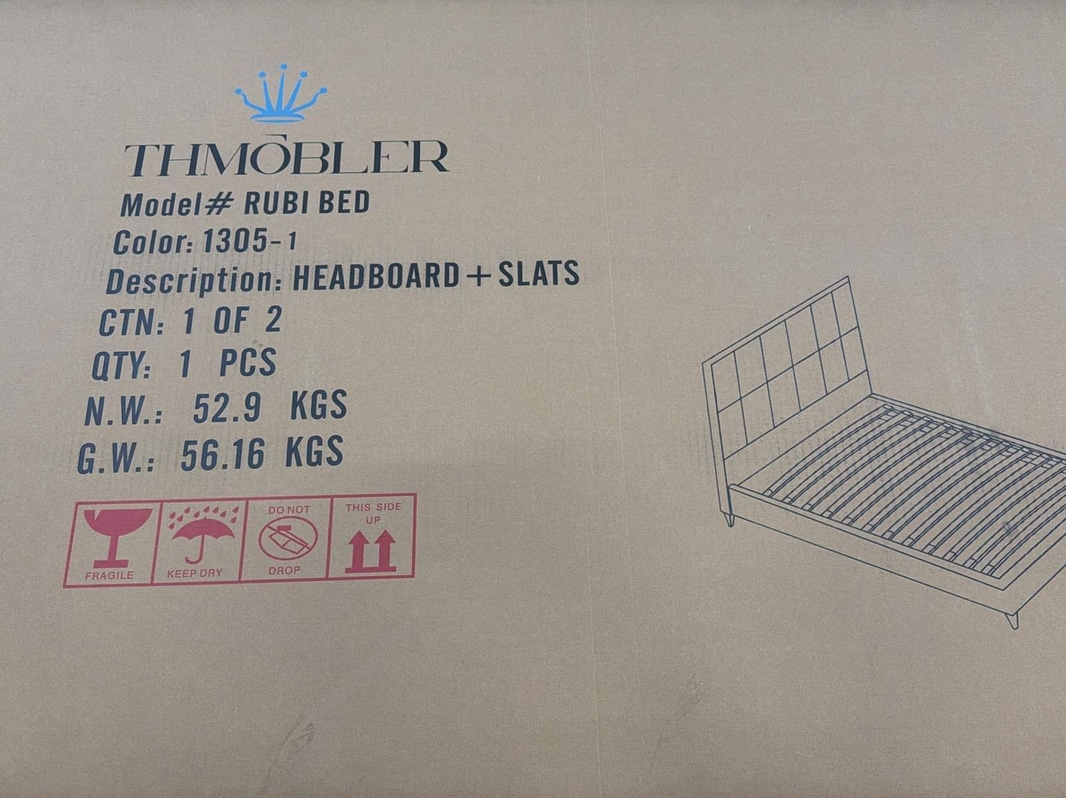 THMŌBLER
Model# RUBI BED
Color: 1305-1
Description: HEADBOARD+SLATS
CTN: 1 OF 2
QTY: 1 PCS
N.W.: 52.9 KGS
G.W.: 56.16 KGS
FRAGILE
KEEP DRY
DO NOT
DROP
THIS SIDE
UP